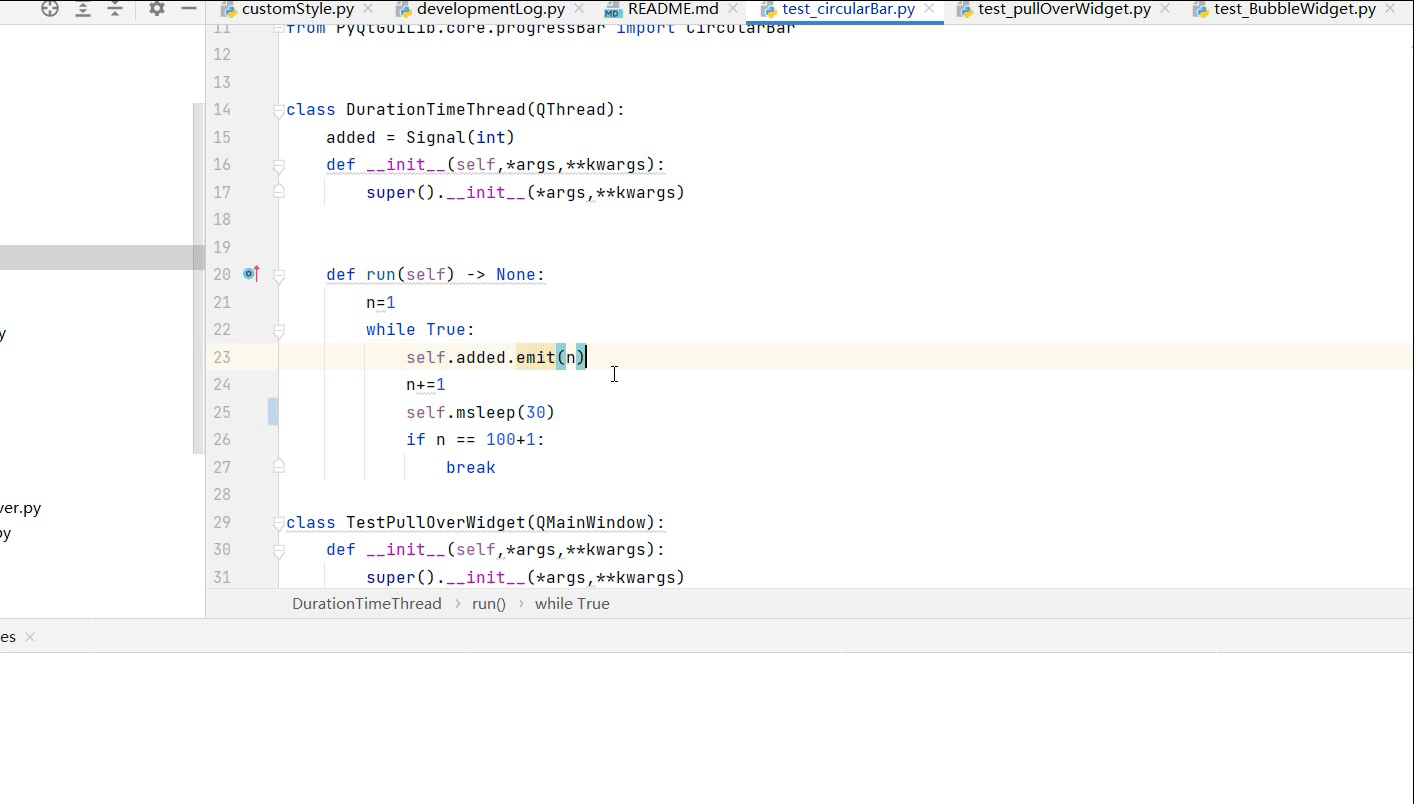 customStyle.py developmentLog.py README.md test_circularBar.py test_pullOverWidget.py test_BubbleWidget.py
11 from PyQtGuiLib.core.progressBar import CircularBar
12
13
14 class DurationTimeThread(QThread):
15 added = Signal(int)
16 def __init__(self,*args,**kwargs):
17 super().__init__(*args,**kwargs)
18
19
20 def run(self) -> None:
21 n=1
22 while True:
23 self.added.emit(n)
24 n+=1
25 self.msleep(30)
26 if n == 100+1:
27 break
28
29 class TestPullOverWidget(QMainWindow):
30 def __init__(self,*args,**kwargs):
31 super().__init__(*args,**kwargs)
y
ver.py
py
DurationTimeThread › run() › while True
es